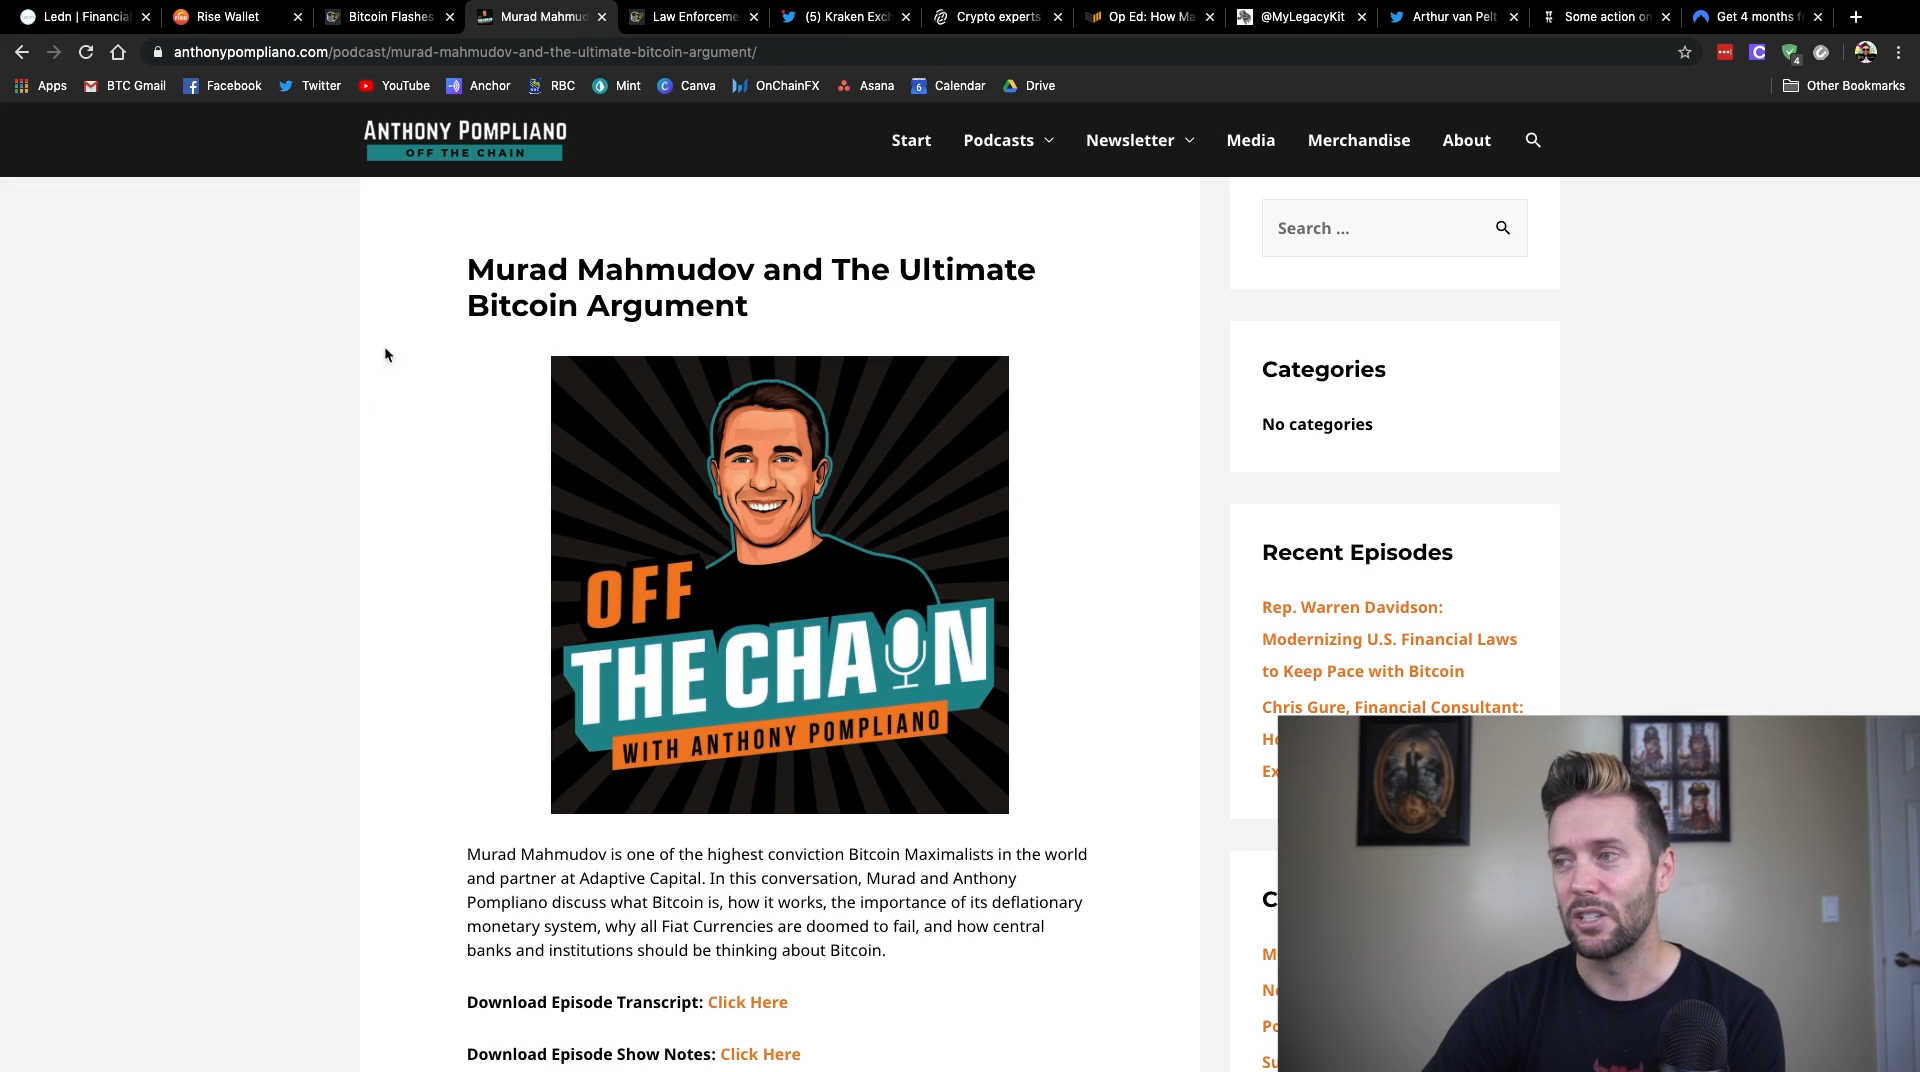 Ledn | Financial
Rise Wallet
Bitcoin Flashes
Murad Mahmud
Law Enforceme
(5) Kraken Exch
Crypto experts
Op Ed: How Ma
@MyLegacyKit
Arthur van Pelt
Some action on
Get 4 months f
anthonypompliano.com/podcast/murad-mahmudov-and-the-ultimate-bitcoin-argument/
4
Apps
BTC Gmail
Facebook
Twitter
YouTube
Anchor
RBC
Mint
Canva
OnChainFX
Asana
6
Calendar
Drive
Other Bookmarks
ANTHONY POMPLIANO
OFF THE CHAIN
Start
Podcasts
Newsletter
Media
Merchandise
About
Murad Mahmudov and The Ultimate
Bitcoin Argument
OFF
THE CHAIN
WITH ANTHONY POMPLIANO
Murad Mahmudov is one of the highest conviction Bitcoin Maximalists in the world
and partner at Adaptive Capital. In this conversation, Murad and Anthony
Pompliano discuss what Bitcoin is, how it works, the importance of its deflationary
monetary system, why all Fiat Currencies are doomed to fail, and how central
banks and institutions should be thinking about Bitcoin.
Download Episode Transcript: Click Here
Download Episode Show Notes: Click Here
Search ...
Categories
No categories
Recent Episodes
Rep. Warren Davidson:
Modernizing U.S. Financial Laws
to Keep Pace with Bitcoin
Chris Gure, Financial Consultant:
Ho
Ex
C
M
Ne
Po
Su